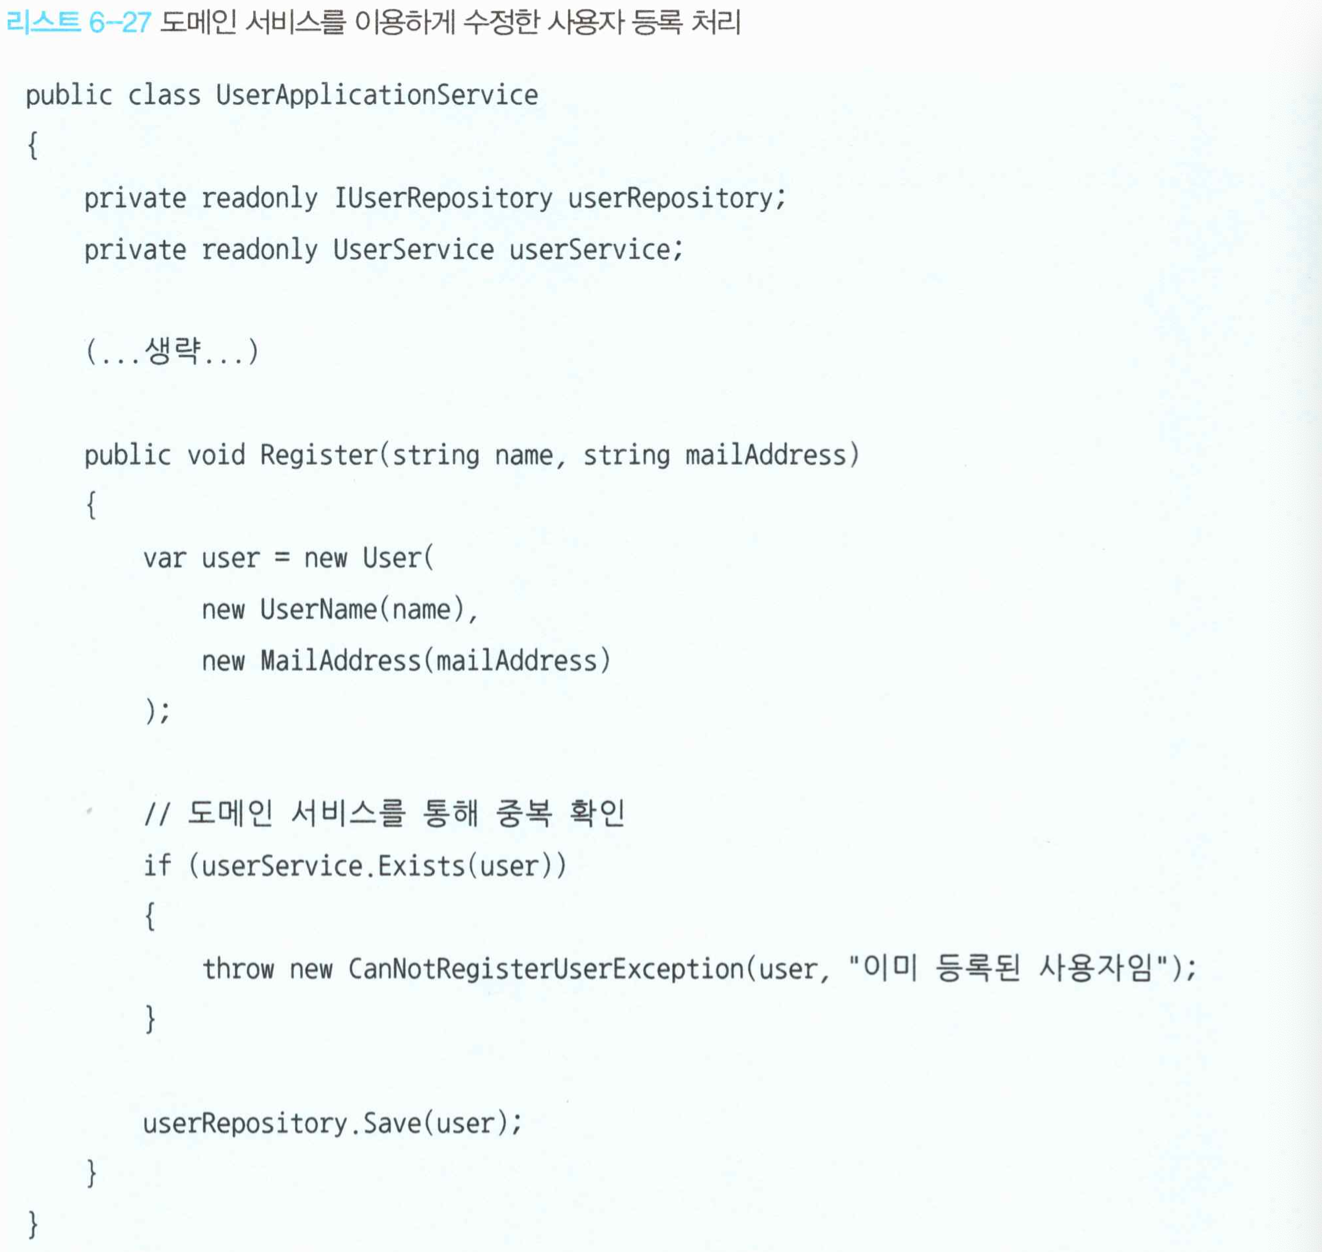 리스트 6-27 도메인 서비스를 이용하게 수정한 사용자 등록 처리
public class UserApplicationService
{
    private readonly IUserRepository userRepository;
    private readonly UserService userService;
    (...생략...)
    public void Register(string name, string mailAddress)
    {
        var user = new User(
            new UserName(name),
            new MailAddress(mailAddress)
        );
        // 도메인 서비스를 통해 중복 확인
        if (userService.Exists(user))
        {
            throw new CanNotRegisterUserException(user, "이미 등록된 사용자임");
        }
        userRepository.Save(user);
    }
}